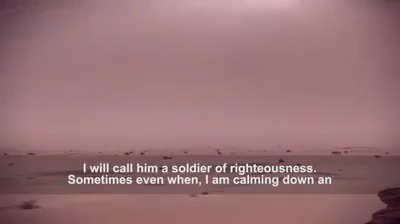 I will call him a soldier of righteousness.
Sometimes even when, I am calming down an